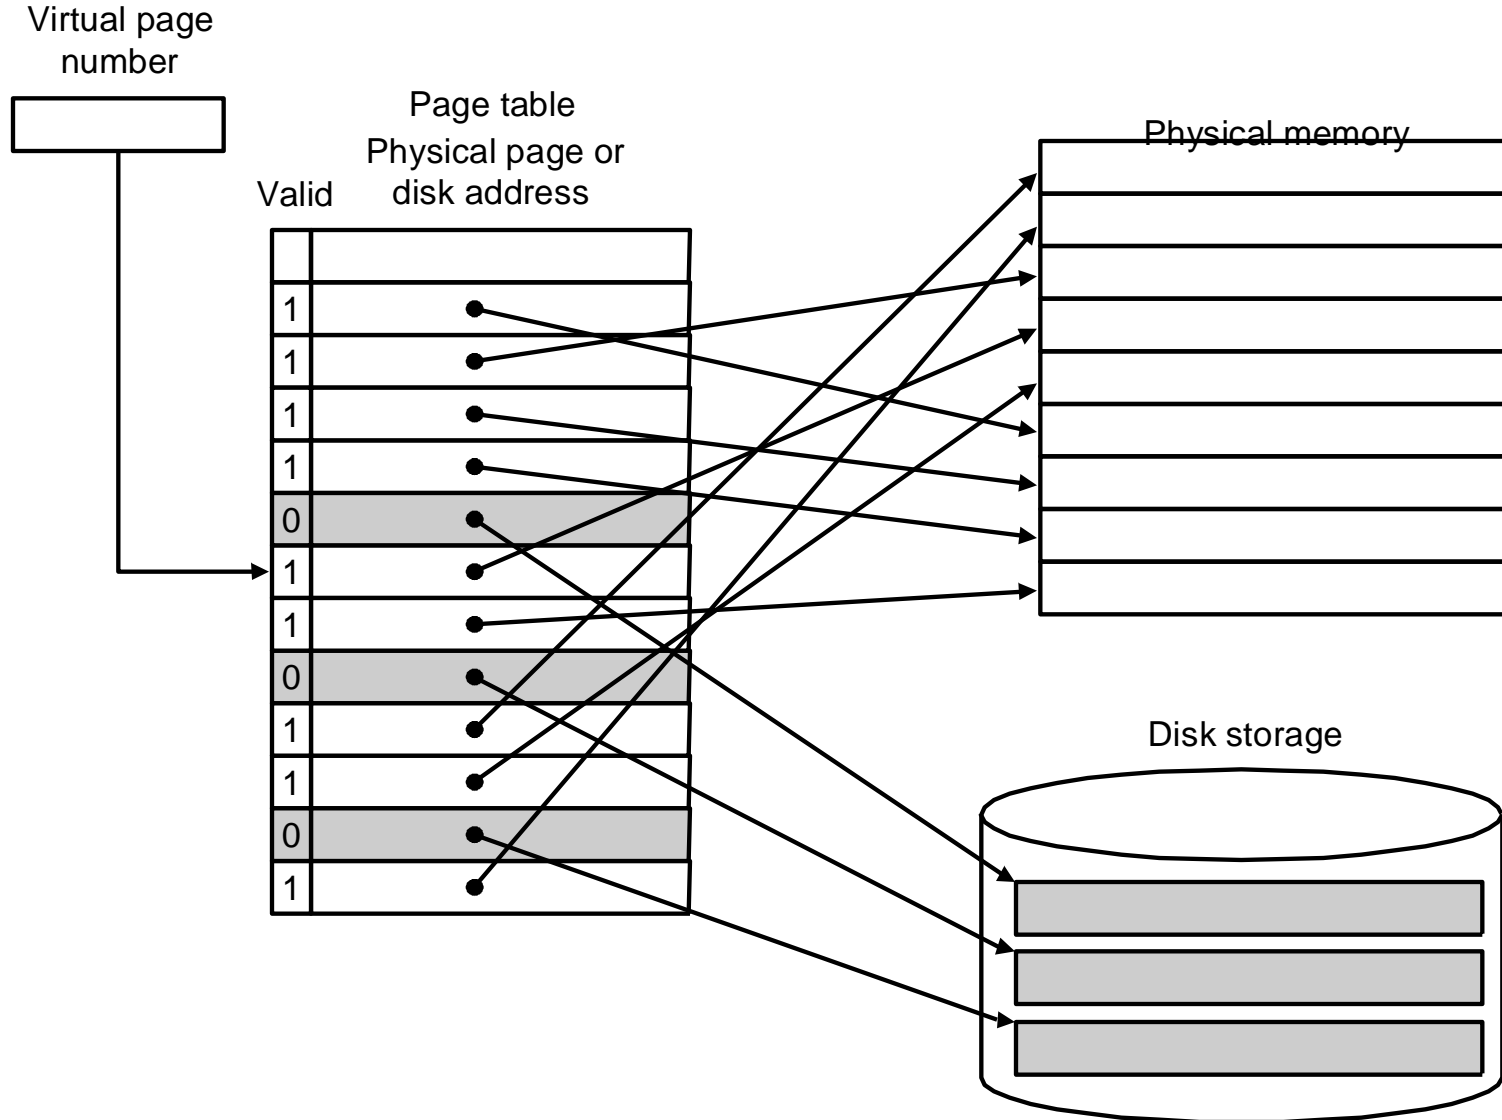 Virtual page
number
Page table
Physical page or
disk address
Valid
Physical memory
1
1
1
1
0
1
1
0
1
1
0
1
Disk storage